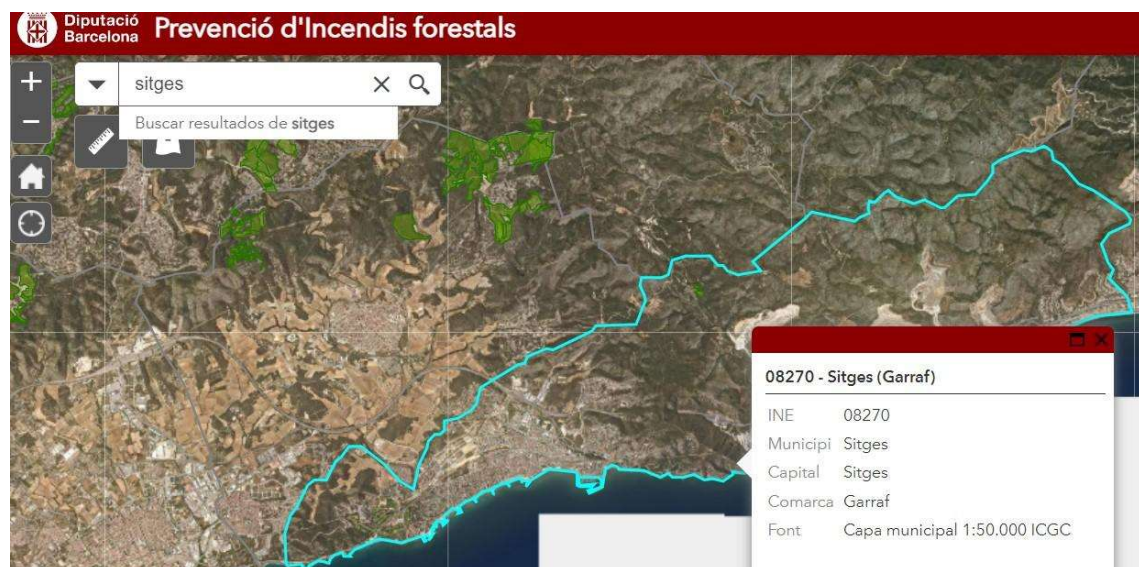 Diputació
Barcelona
Prevenció d'Incendis forestals
sitges
Buscar resultados de sitges
08270 - Sitges (Garraf)
INE 08270
Municipi Sitges
Capital Sitges
Comarca Garraf
Font Capa municipal 1:50.000 ICGC